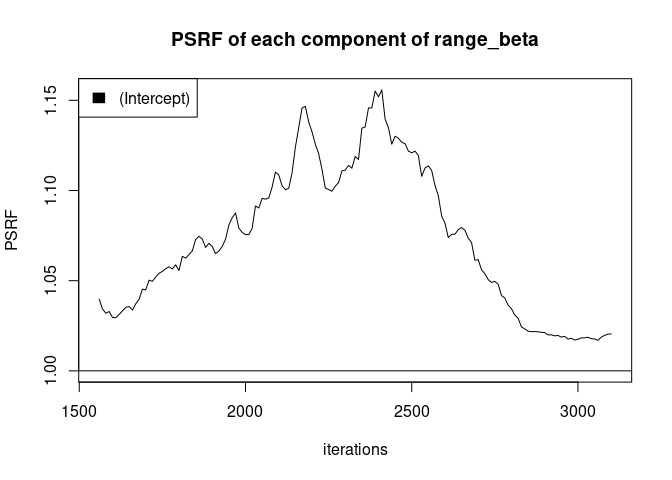 PSRF of each component of range_beta
(Intercept)
PSRF
1.15
1.10
1.05
1.00
1500 2000 2500 3000
iterations